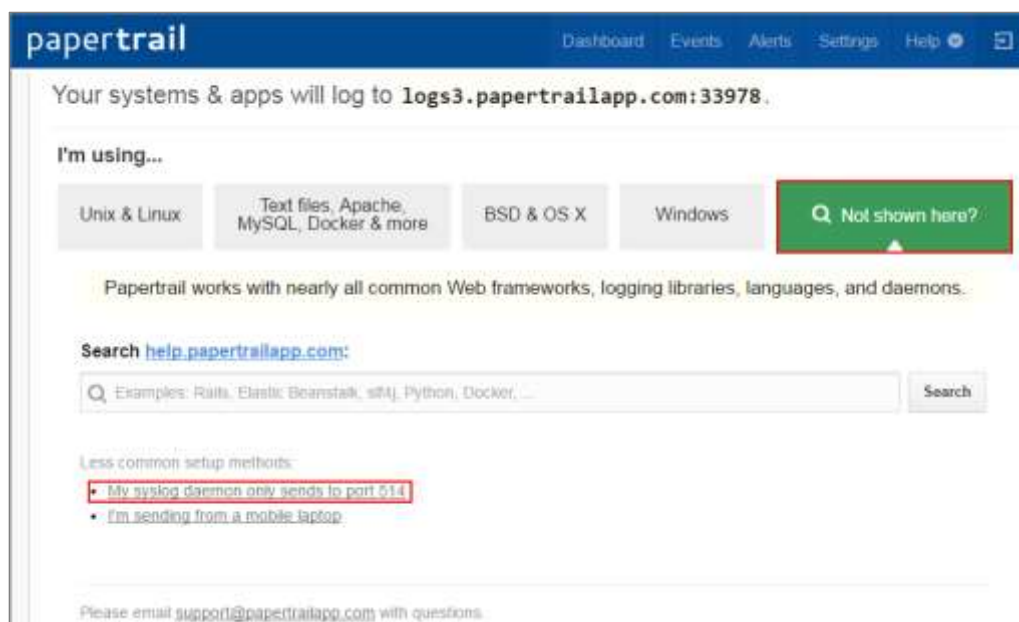 papertrail
Dashboard Events Alerts Settings Help
Your systems & apps will log to logs3.papertrailapp.com:33978.
I'm using...
Unix & Linux
Text files, Apache,
MySQL, Docker & more
BSD & OS X
Windows
Not shown here?
Papertrail works with nearly all common Web frameworks, logging libraries, languages, and daemons.
Search help.papertrailapp.com:
Examples: Rails, Elastic Beanstalk, slf4j, Python, Docker, ...
Search
Less common setup methods:
• My syslog daemon only sends to port 514
• I'm sending from a mobile laptop
Please email support@papertrailapp.com with questions.